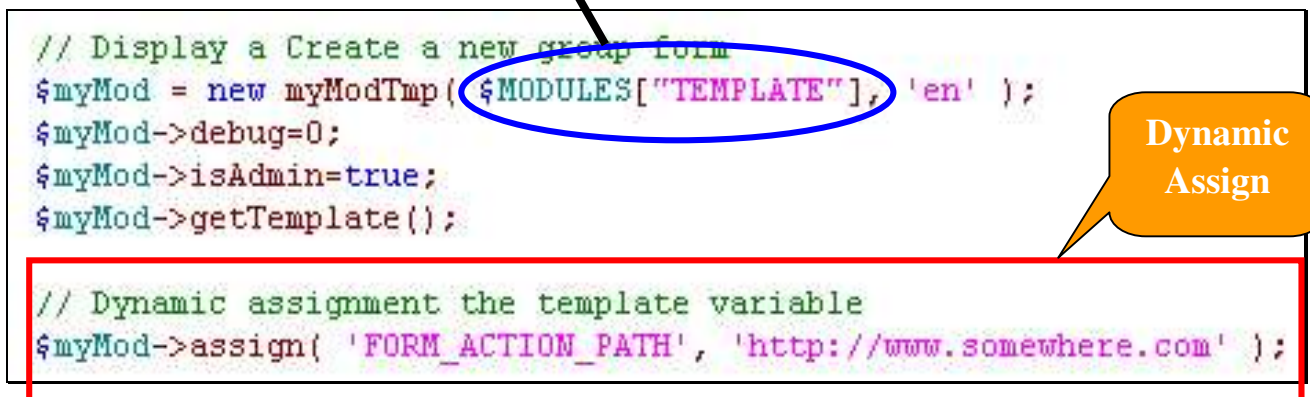 // Display a Create a new group form
$myMod = new myModTmp( $MODULES["TEMPLATE"], 'en' );
$myMod->debug=0;
$myMod->isAdmin=true;
$myMod->getTemplate();
Dynamic
Assign
// Dynamic assignment the template variable
$myMod->assign( 'FORM_ACTION_PATH', 'http://www.somewhere.com' );